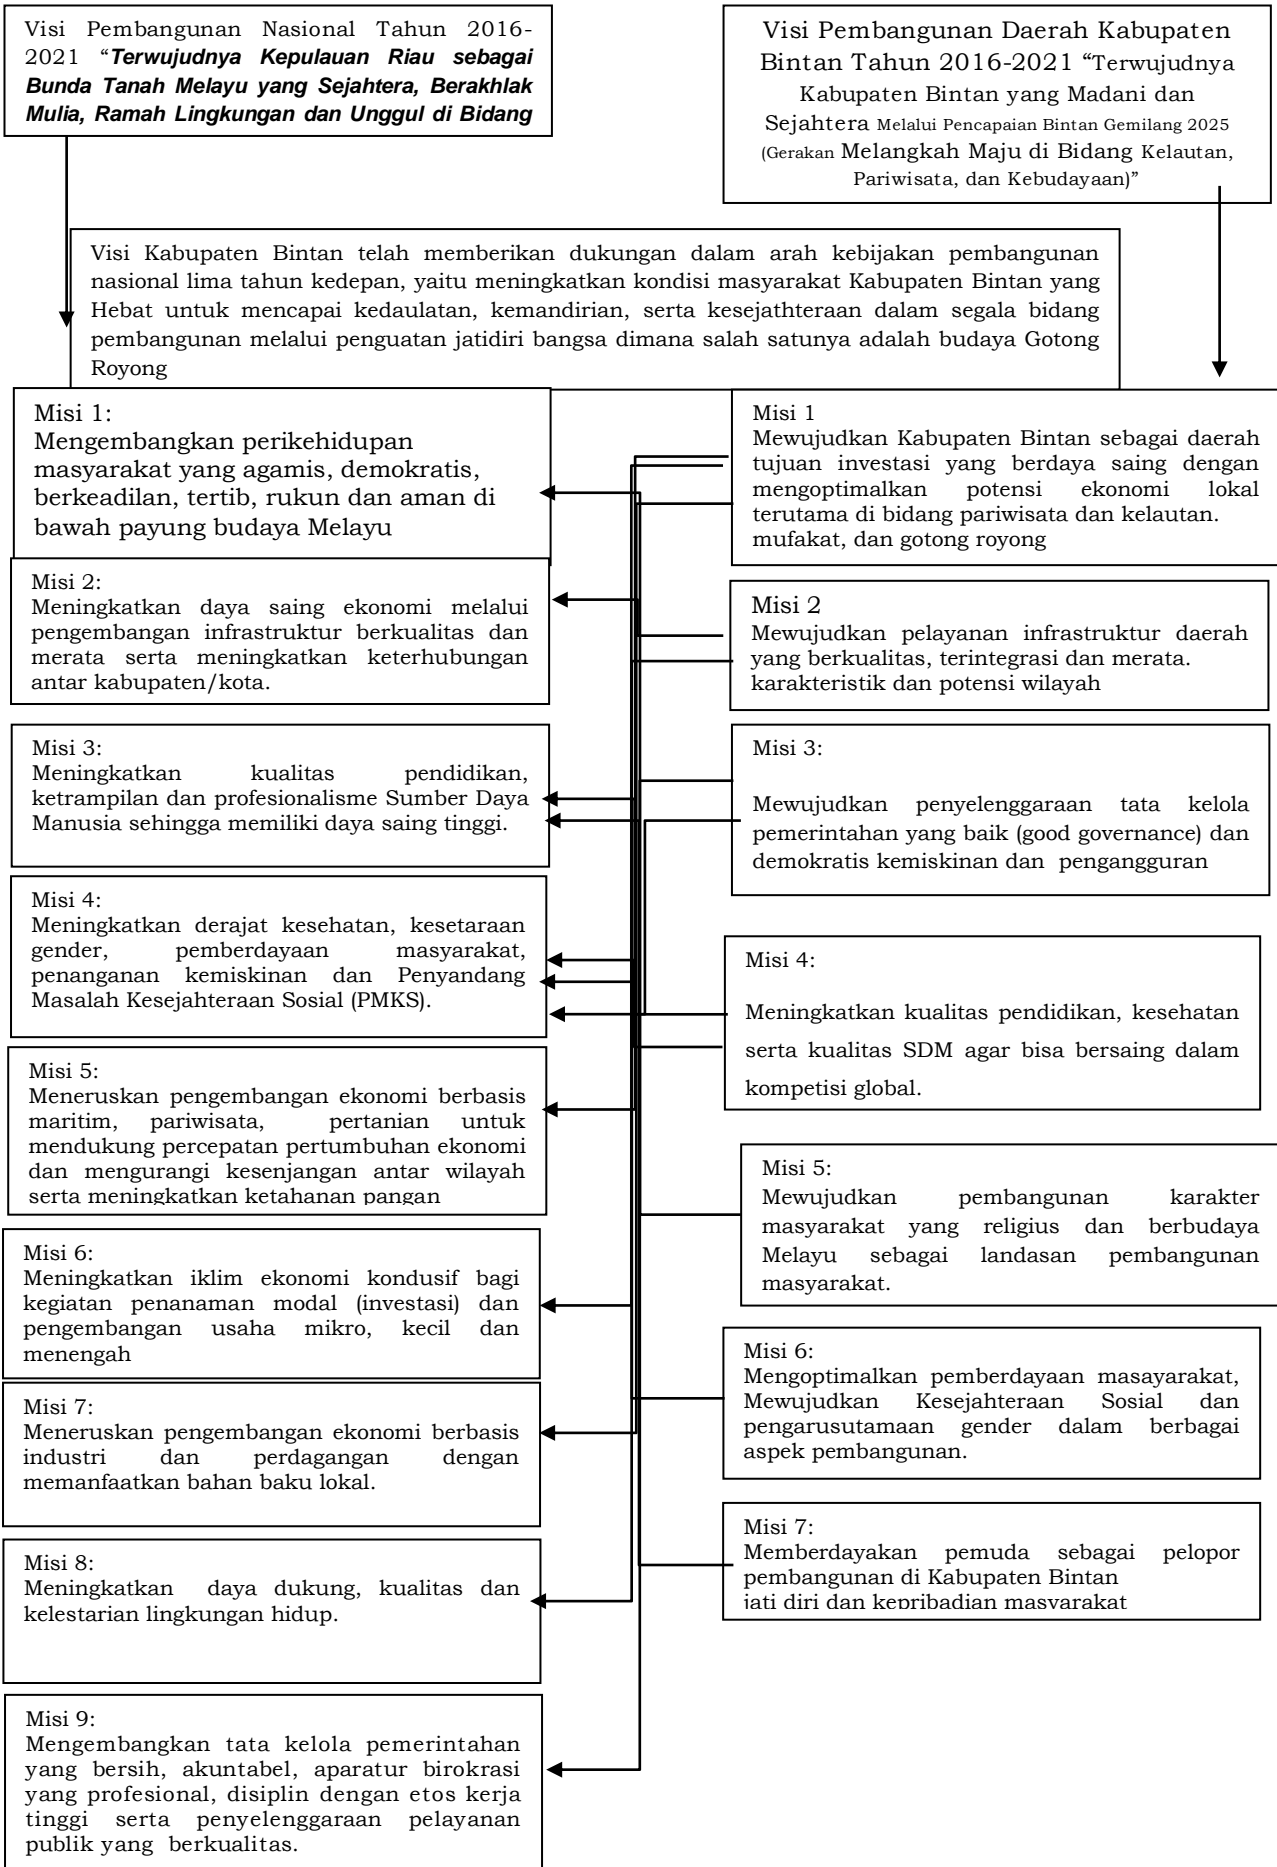 Visi Pembangunan Nasional Tahun 2016-
2021 “Terwujudnya Kepulauan Riau sebagai
Bunda Tanah Melayu yang Sejahtera, Berakhlak
Mulia, Ramah Lingkungan dan Unggul di Bidang
Visi Pembangunan Daerah Kabupaten
Bintan Tahun 2016-2021 “Terwujudnya
Kabupaten Bintan yang Madani dan
Sejahtera Melalui Pencapaian Bintan Gemilang 2025
(Gerakan Melangkah Maju di Bidang Kelautan,
Pariwisata, dan Kebudayaan)”
Visi Kabupaten Bintan telah memberikan dukungan dalam arah kebijakan pembangunan
nasional lima tahun kedepan, yaitu meningkatkan kondisi masyarakat Kabupaten Bintan yang
Hebat untuk mencapai kedaulatan, kemandirian, serta kesejathteraan dalam segala bidang
pembangunan melalui penguatan jatidiri bangsa dimana salah satunya adalah budaya Gotong
Royong
Misi 1:
Mengembangkan perikehidupan
masyarakat yang agamis, demokratis,
berkeadilan, tertib, rukun dan aman di
bawah payung budaya Melayu
Misi 2:
Meningkatkan daya saing ekonomi melalui
pengembangan infrastruktur berkualitas dan
merata serta meningkatkan keterhubungan
antar kabupaten/kota.
Misi 3:
Meningkatkan kualitas pendidikan,
ketrampilan dan profesionalisme Sumber Daya
Manusia sehingga memiliki daya saing tinggi.
Misi 4:
Meningkatkan derajat kesehatan, kesetaraan
gender, pemberdayaan masyarakat,
penanganan kemiskinan dan Penyandang
Masalah Kesejahteraan Sosial (PMKS).
Misi 5:
Meneruskan pengembangan ekonomi berbasis
maritim, pariwisata, pertanian untuk
mendukung percepatan pertumbuhan ekonomi
dan mengurangi kesenjangan antar wilayah
serta meningkatkan ketahanan pangan
Misi 6:
Meningkatkan iklim ekonomi kondusif bagi
kegiatan penanaman modal (investasi) dan
pengembangan usaha mikro, kecil dan
menengah
Misi 7:
Meneruskan pengembangan ekonomi berbasis
industri dan perdagangan dengan
memanfaatkan bahan baku lokal.
Misi 8:
Meningkatkan daya dukung, kualitas dan
kelestarian lingkungan hidup.
Misi 9:
Mengembangkan tata kelola pemerintahan
yang bersih, akuntabel, aparatur birokrasi
yang profesional, disiplin dengan etos kerja
tinggi serta penyelenggaraan pelayanan
publik yang berkualitas.
Misi 1
Mewujudkan Kabupaten Bintan sebagai daerah
tujuan investasi yang berdaya saing dengan
mengoptimalkan potensi ekonomi lokal
terutama di bidang pariwisata dan kelautan.
mufakat, dan gotong royong
Misi 2
Mewujudkan pelayanan infrastruktur daerah
yang berkualitas, terintegrasi dan merata.
karakteristik dan potensi wilayah
Misi 3:
Mewujudkan penyelenggaraan tata kelola
pemerintahan yang baik (good governance) dan
demokratis kemiskinan dan pengangguran
Misi 4:
Meningkatkan kualitas pendidikan, kesehatan
serta kualitas SDM agar bisa bersaing dalam
kompetisi global.
Misi 5:
Mewujudkan pembangunan karakter
masyarakat yang religius dan berbudaya
Melayu sebagai landasan pembangunan
masyarakat.
Misi 6:
Mengoptimalkan pemberdayaan masayarakat,
Mewujudkan Kesejahteraan Sosial dan
pengarusutamaan gender dalam berbagai
aspek pembangunan.
Misi 7:
Memberdayakan pemuda sebagai pelopor
pembangunan di Kabupaten Bintan
jati diri dan kepribadian masyarakat